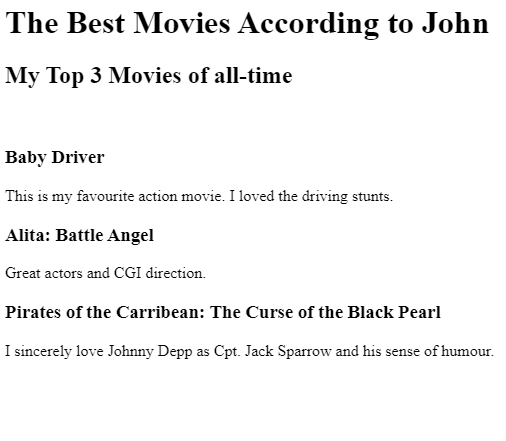 The Best Movies According to John
My Top 3 Movies of all-time
Baby Driver
This is my favourite action movie. I loved the driving stunts.
Alita: Battle Angel
Great actors and CGI direction.
Pirates of the Carribean: The Curse of the Black Pearl
I sincerely love Johnny Depp as Cpt. Jack Sparrow and his sense of humour.